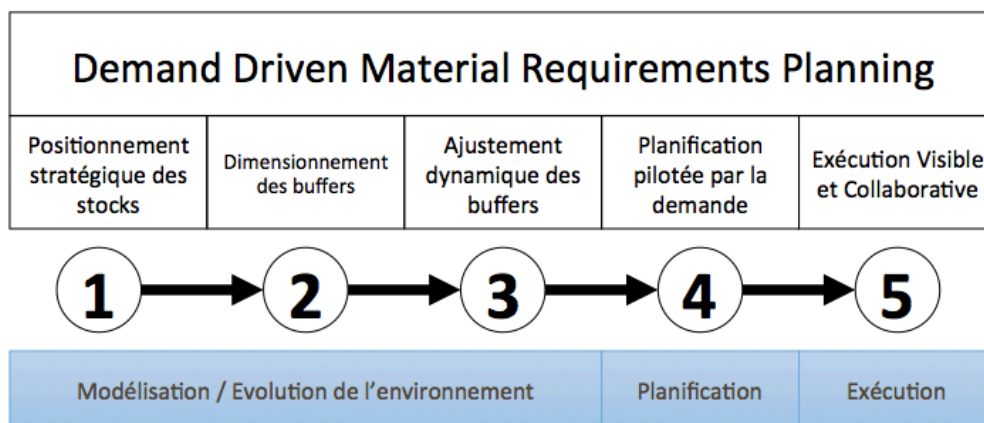 Demand Driven Material Requirements Planning
Positionnement
stratégique des
stocks
Dimensionnement
des buffers
Ajustement
dynamique des
buffers
Planification
pilotée par la
demande
Exécution Visible
et Collaborative
1
2
3
4
5
Modélisation / Evolution de l'environnement
Planification
Exécution